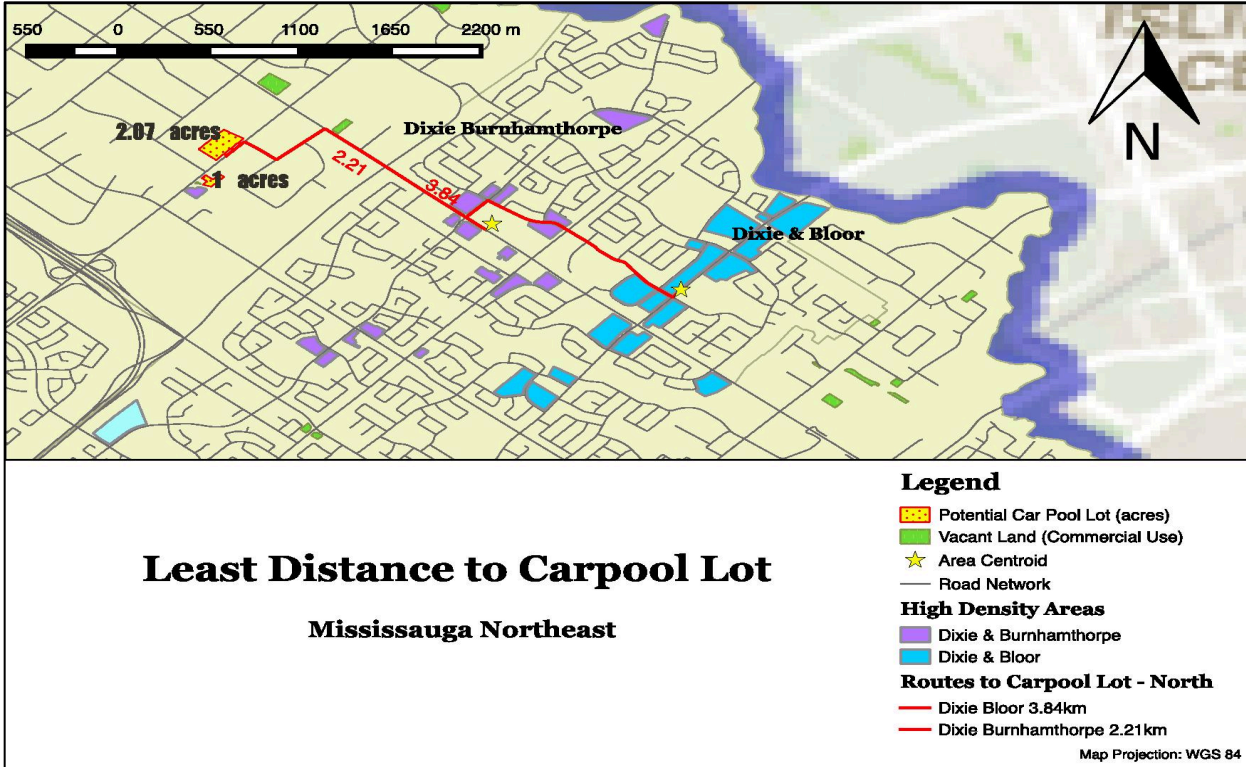 550 0 550 1100 1650 2200 m
2.07 acres
Dixie Burnhamthorpe
2.21
1 acres
3.84
Dixie & Bloor
N
Least Distance to Carpool Lot
Mississauga Northeast
Legend
Potential Car Pool Lot (acres)
Vacant Land (Commercial Use)
Area Centroid
Road Network
High Density Areas
Dixie & Burnhamthorpe
Dixie & Bloor
Routes to Carpool Lot - North
Dixie Bloor 3.84km
Dixie Burnhamthorpe 2.21km
Map Projection: WGS 84